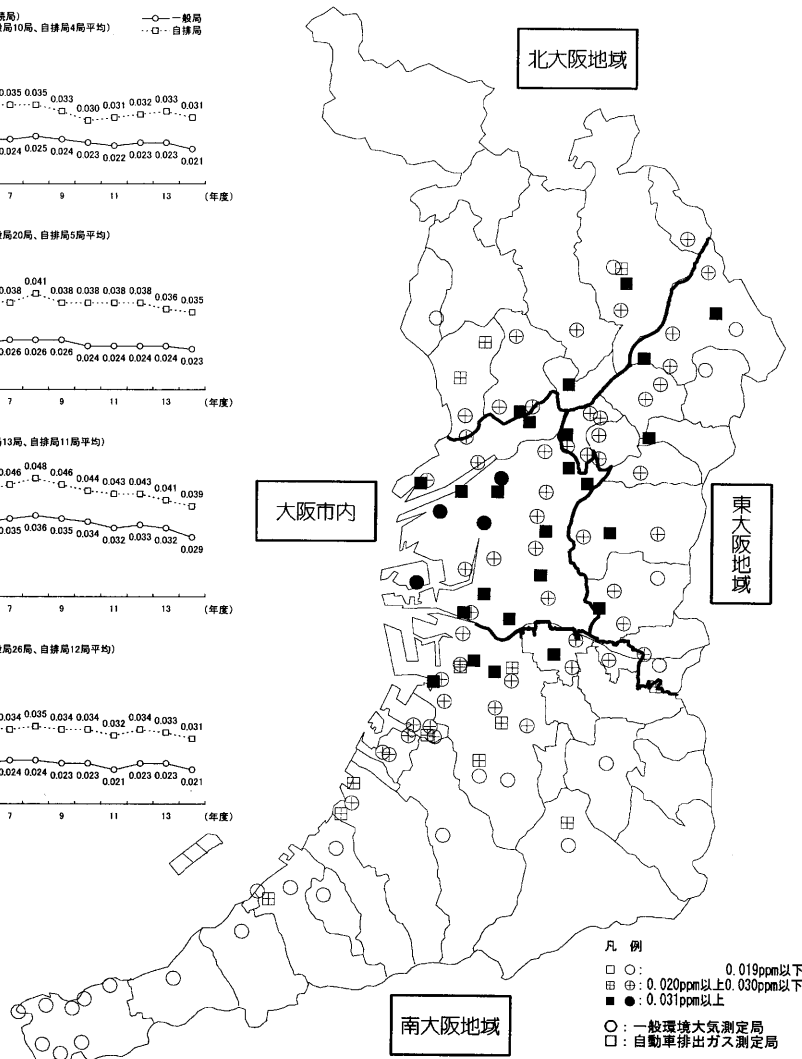 続局)
般局10局、自排局4局平均)
一般局
自排局
0.035 0.035 0.033 0.030 0.031 0.032 0.033 0.031
0.024 0.025 0.024 0.023 0.022 0.023 0.023 0.021
7 9 11 13 (年度)
般局20局、自排局5局平均)
0.038 0.041 0.038 0.038 0.038 0.038 0.036 0.035
0.026 0.026 0.026 0.024 0.024 0.024 0.024 0.023
7 9 11 13 (年度)
局13局、自排局11局平均)
0.046 0.048 0.046 0.044 0.043 0.043 0.041 0.039
0.035 0.036 0.035 0.034 0.032 0.033 0.032 0.029
7 9 11 13 (年度)
般局26局、自排局12局平均)
0.034 0.035 0.034 0.034 0.032 0.034 0.033 0.031
0.024 0.024 0.023 0.023 0.021 0.023 0.023 0.021
7 9 11 13 (年度)
北大阪地域
大阪市内
東大阪地域
南大阪地域
凡 例
□ ○: 0.019ppm以下
⊞ ⊕: 0.020ppm以上0.030ppm以下
■ ●: 0.031ppm以上
○: 一般環境大気測定局
□: 自動車排出ガス測定局